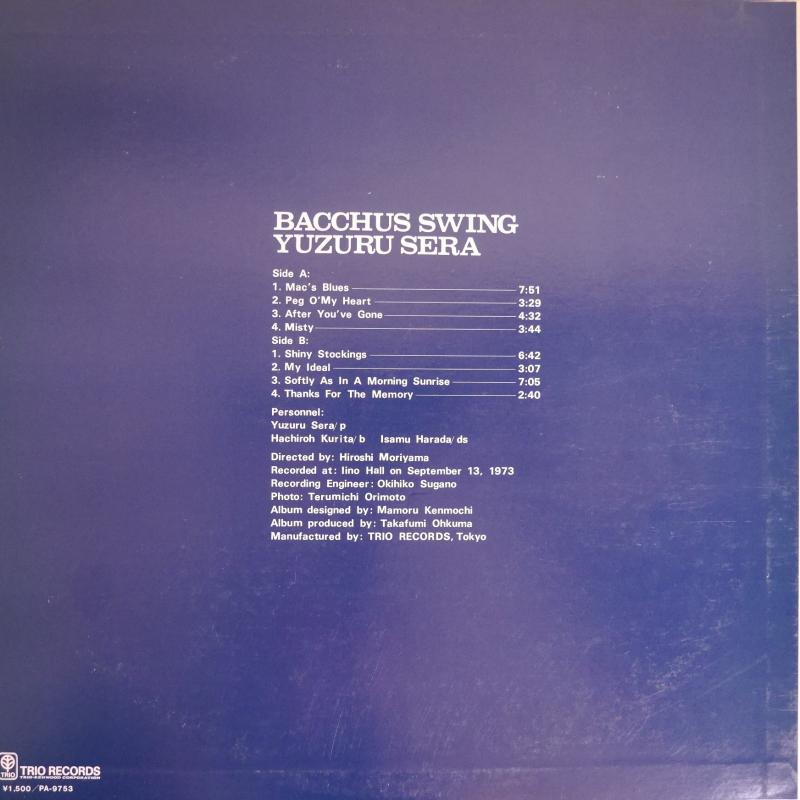 BACCHUS SWING
YUZURU SERA
Side A:
1. Mac's Blues 7:51
2. Peg O'My Heart 3:29
3. After You've Gone 4:32
4. Misty 3:44
Side B:
1. Shiny Stockings 6:42
2. My Ideal 3:07
3. Softly As In A Morning Sunrise 7:05
4. Thanks For The Memory 2:40
Personnel:
Yuzuru Sera/p
Hachiroh Kurita/b Isamu Harada/ds
Directed by: Hiroshi Moriyama
Recorded at: Iino Hall on September 13, 1973
Recording Engineer: Okihiko Sugano
Photo: Terumichi Orimoto
Album designed by: Mamoru Kenmochi
Album produced by: Takafumi Ohkuma
Manufactured by: TRIO RECORDS, Tokyo
TRIO
TRIO RECORDS
TRIO-KENWOOD CORPORATION
¥1,500/PA-9753